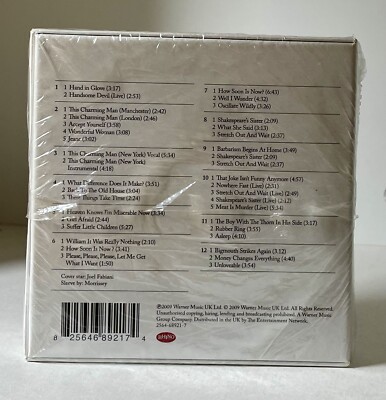 1 1 Hand in Glove (3:17)
2 Handsome Devil (Live) (2:53)
2 1 This Charming Man (Manchester) (2:42)
2 This Charming Man (London) (2:46)
3 Accept Yourself (3:58)
4 Wonderful Woman (3:08)
5 Jeane (3:02)
3 1 This Charming Man (New York) Vocal (5:34)
2 This Charming Man (New York)
Instrumental (4:18)
4 1 What Difference Does It Make? (3:51)
2 Back To The Old House (3:04)
3 These Things Take Time (2:24)
5 1 Heaven Knows I'm Miserable Now (3:34)
2 Girl Afraid (2:44)
3 Suffer Little Children (5:27)
6 1 William It Was Really Nothing (2:10)
2 How Soon Is Now? (6:41)
3 Please, Please, Please, Let Me Get
What I Want (1:50)
Cover star: Joel Fabiani
Sleeve by: Morrissey
7 1 How Soon Is Now? (6:43)
2 Well I Wonder (4:32)
3 Oscillate Wildly (3:26)
8 1 Shakespeare's Sister (2:09)
2 What She Said (3:13)
3 Stretch Out And Wait (2:37)
9 1 Barbarism Begins At Home (3:49)
2 Shakespeare's Sister (2:09)
3 Stretch Out And Wait (2:37)
10 1 That Joke Isn't Funny Anymore (4:57)
2 Nowhere Fast (Live) (2:31)
3 Stretch Out And Wait (Live) (2:49)
4 Shakespeare's Sister (Live) (2:12)
5 Meat Is Murder (Live) (5:34)
11 1 The Boy With The Thorn In His Side (3:17)
2 Rubber Ring (3:53)
3 Asleep (4:10)
12 1 Bigmouth Strikes Again (3:12)
2 Money Changes Everything (4:40)
3 Unloveable (3:54)
℗2009 Warner Music UK Ltd. © 2009 Warner Music UK Ltd. All Rights Reserved.
Unauthorised copying, hiring, lending and broadcasting prohibited. A Warner Music
Group Company. Distributed in the UK by The Entertainment Network.
2564-68921-7
RHINO
8 25646 89217 4